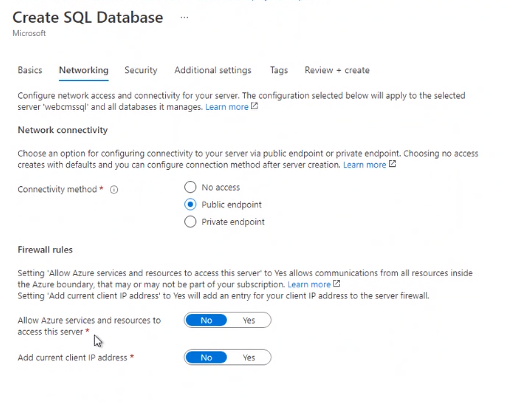 Create SQL Database ...
Microsoft
Basics Networking Security Additional settings Tags Review + create
Configure network access and connectivity for your server. The configuration selected below will apply to the selected
server 'webcmssql' and all databases it manages. Learn more
Network connectivity
Choose an option for configuring connectivity to your server via public endpoint or private endpoint. Choosing no access
creates with defaults and you can configure connection method after server creation. Learn more
Connectivity method *
No access
Public endpoint
Private endpoint
Firewall rules
Setting 'Allow Azure services and resources to access this server' to Yes allows communications from all resources inside
the Azure boundary, that may or may not be part of your subscription. Learn more
Setting 'Add current client IP address' to Yes will add an entry for your client IP address to the server firewall.
Allow Azure services and resources to
access this server *
No Yes
Add current client IP address *
No Yes